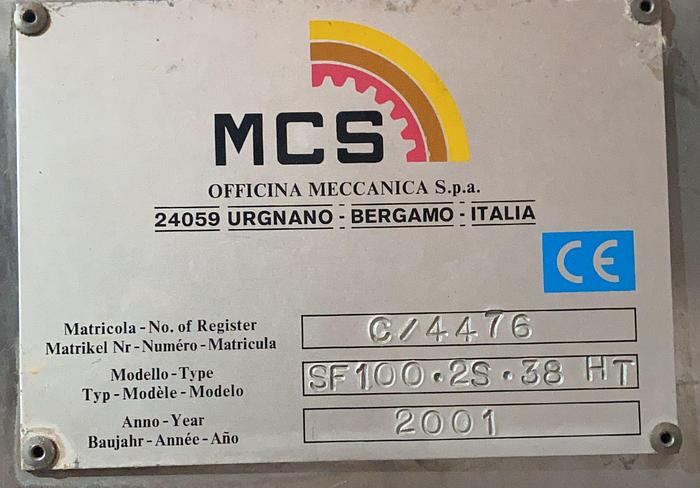 MCS
OFFICINA MECCANICA S.p.a.
24059 URGNANO - BERGAMO - ITALIA
CE
Matricola - No. of Register
Matrikel Nr - Numéro - Matricula
C/4476
Modello - Type
Typ - Modèle - Modelo
SF100.2S.38 HT
Anno - Year
Baujahr - Année - Año
2001